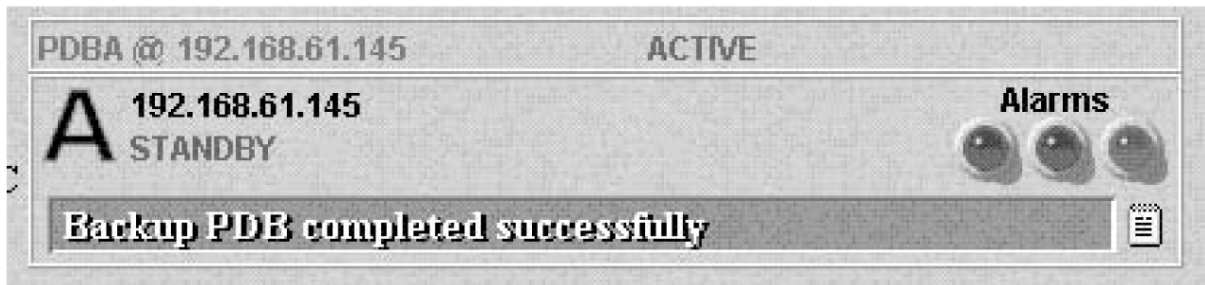 PDBA @ 192.168.61.145 ACTIVE
A 192.168.61.145 Alarms
STANDBY
Backup PDB completed successfully